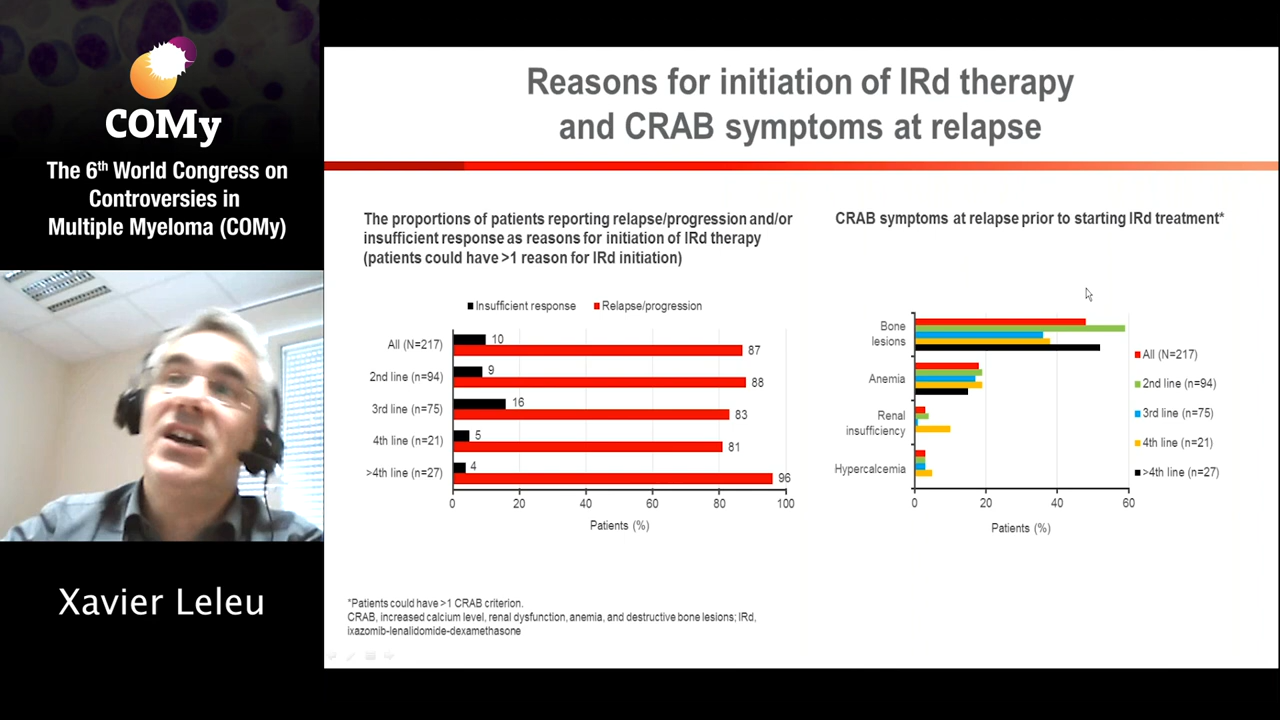 COMy
The 6th World Congress on
Controversies in
Multiple Myeloma (COMy)
Xavier Leleu
Reasons for initiation of IRd therapy
and CRAB symptoms at relapse
The proportions of patients reporting relapse/progression and/or
insufficient response as reasons for initiation of IRd therapy
(patients could have >1 reason for IRd initiation)
Insufficient response
Relapse/progression
All (N=217)
10
87
2nd line (n=94)
9
88
3rd line (n=75)
16
83
4th line (n=21)
5
81
>4th line (n=27)
4
96
0 20 40 60 80 100
Patients (%)
CRAB symptoms at relapse prior to starting IRd treatment*
Bone
lesions
Anemia
Renal
insufficiency
Hypercalcemia
0 20 40 60
Patients (%)
All (N=217)
2nd line (n=94)
3rd line (n=75)
4th line (n=21)
>4th line (n=27)
*Patients could have >1 CRAB criterion.
CRAB, increased calcium level, renal dysfunction, anemia, and destructive bone lesions; IRd,
ixazomib-lenalidomide-dexamethasone